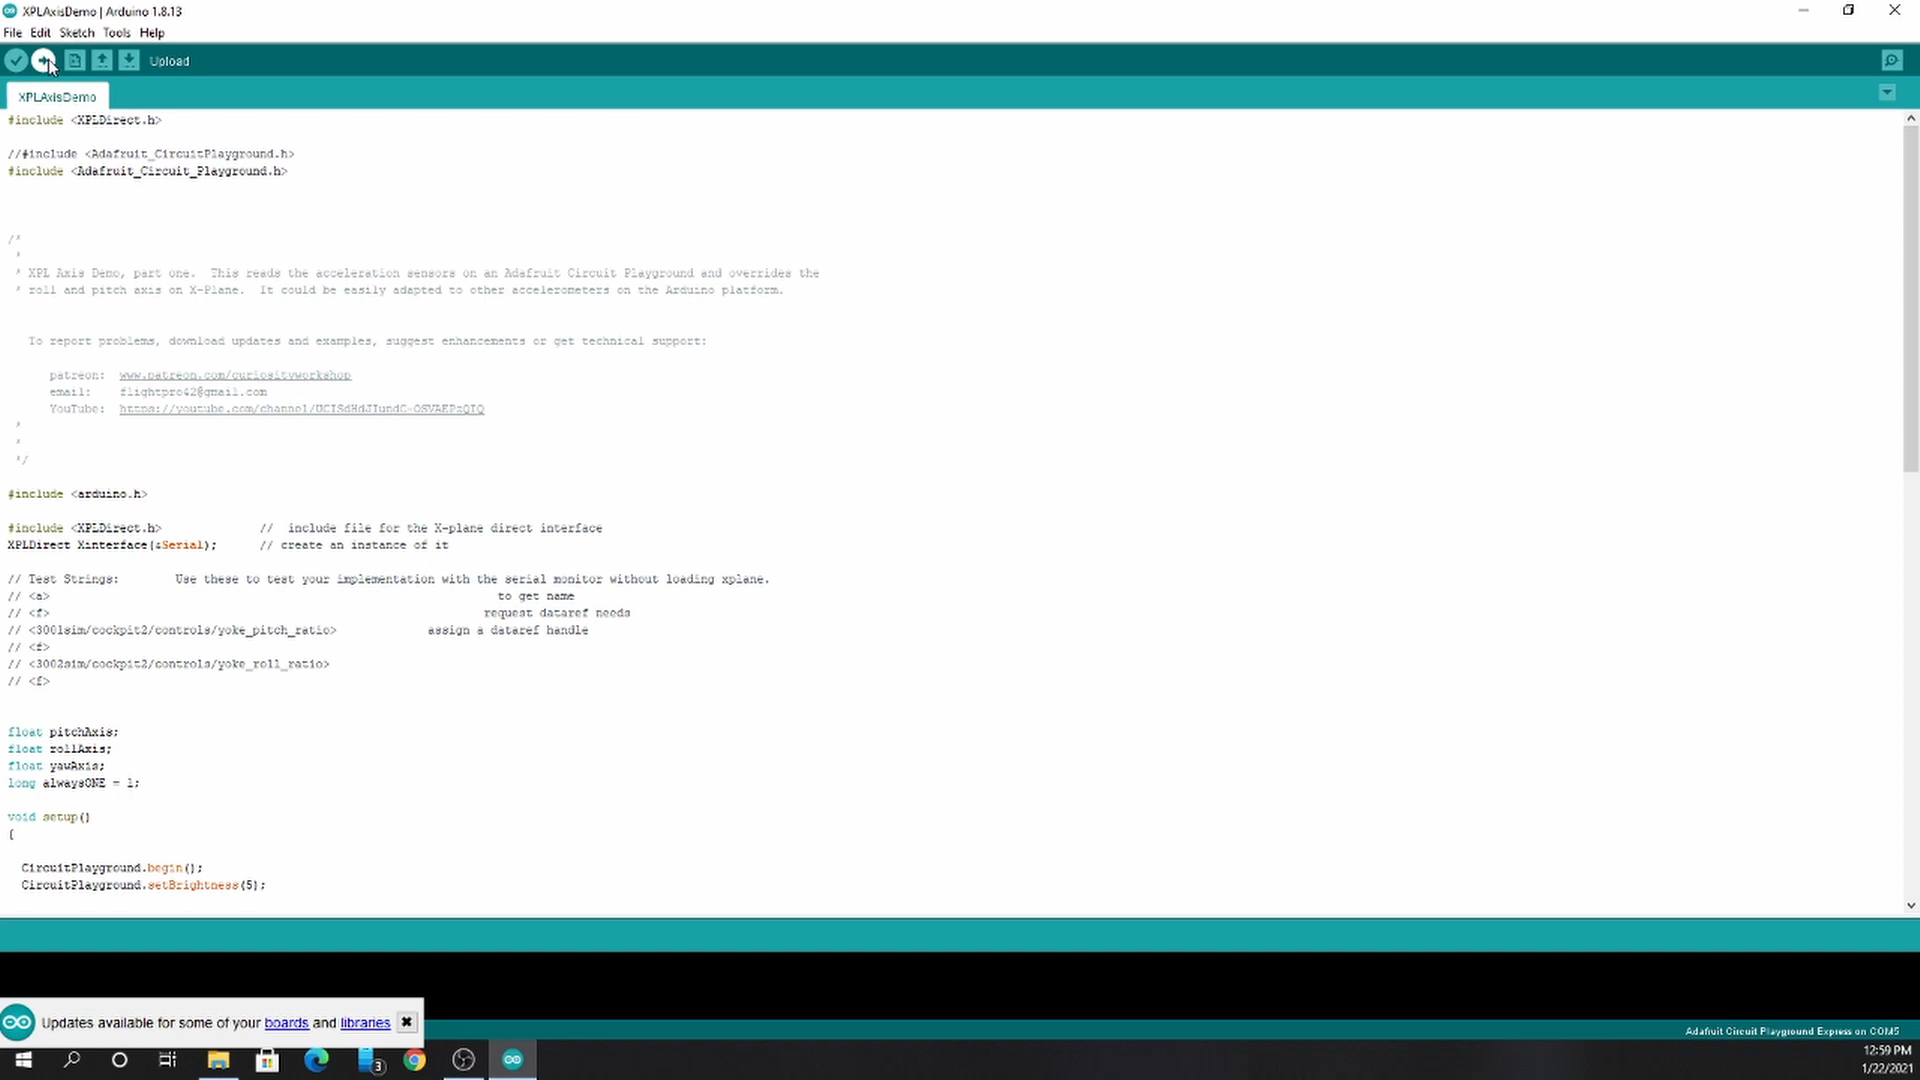 XPLAxisDemo | Arduino 1.8.13
File Edit Sketch Tools Help
Upload
XPLAxisDemo
#include <XPLDirect.h>
//#include <Adafruit_CircuitPlayground.h>
#include <Adafruit_Circuit_Playground.h>
/*
*
* XPL Axis Demo, part one.  This reads the acceleration sensors on an Adafruit Circuit Playground and overrides the
* roll and pitch axis on X-Plane.  It could be easily adapted to other accelerometers on the Arduino platform.
To report problems, download updates and examples, suggest enhancements or get technical support:
patreon:  www.patreon.com/curiosityworkshop
email:    flightpro42@gmail.com
YouTube:
*
*
*/
#include <arduino.h>
#include <XPLDirect.h>              //  include file for the X-plane direct interface
XPLDirect Xinterface(&Serial);      // create an instance of it
// Test Strings:        Use these to test your implementation with the serial monitor without loading xplane.
// <a>                                                                to get name
// <f>                                                              request dataref needs
// <3001sim/cockpit2/controls/yoke_pitch_ratio>             assign a dataref handle
// <f>
// <3002sim/cockpit2/controls/yoke_roll_ratio>
// <f>
float pitchAxis;
float rollAxis;
float yawAxis;
long alwaysONE = 1;
void setup()
{
CircuitPlayground.begin();
CircuitPlayground.setBrightness(5);
Updates available for some of your boards and libraries
Adafruit Circuit Playground Express on COM5
3
12:59 PM
1/22/2021